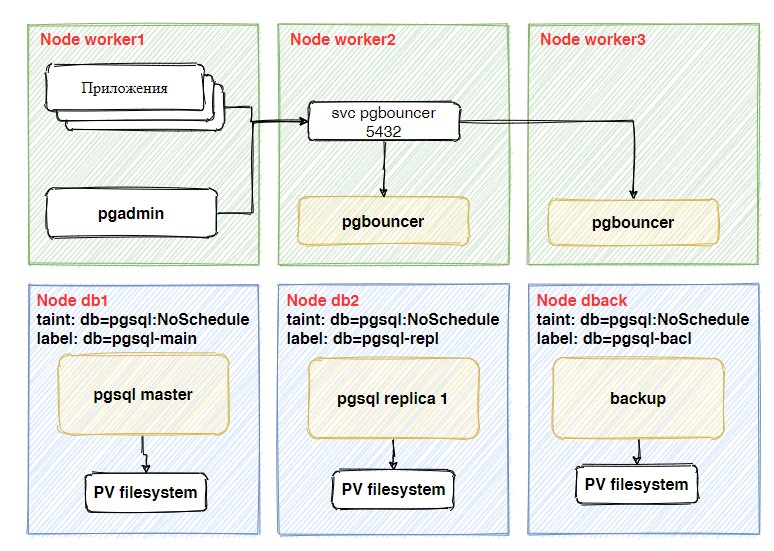 Node worker1
Node worker2
Node worker3
Приложения
svc pgbouncer
5432
pgadmin
pgbouncer
pgbouncer
Node db1
taint: db=pgsql:NoSchedule
label: db=pgsql-main
pgsql master
PV filesystem
Node db2
taint: db=pgsql:NoSchedule
label: db=pgsql-repl
pgsql replica 1
PV filesystem
Node dback
taint: db=pgsql:NoSchedule
label: db=pgsql-bacl
backup
PV filesystem